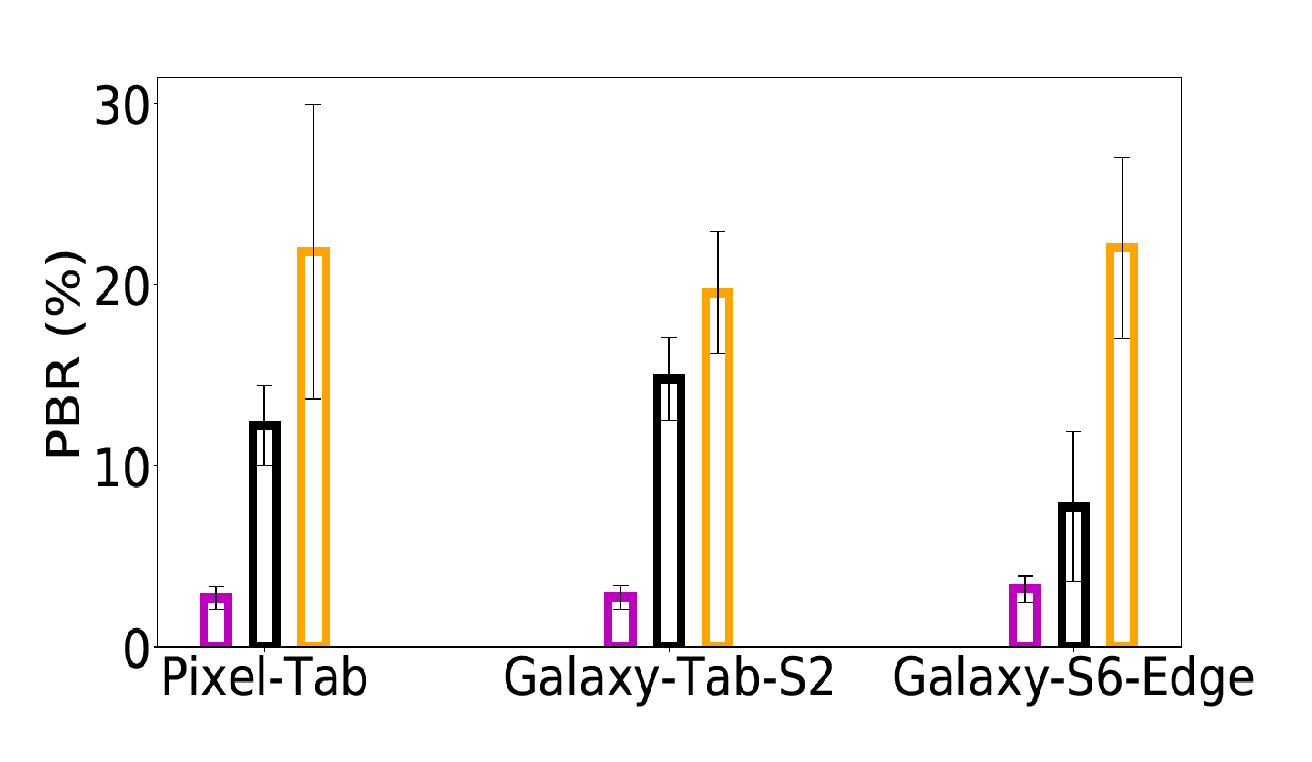 30
20
10
0
PBR (%)
Pixel-Tab
Galaxy-Tab-S2
Galaxy-S6-Edge